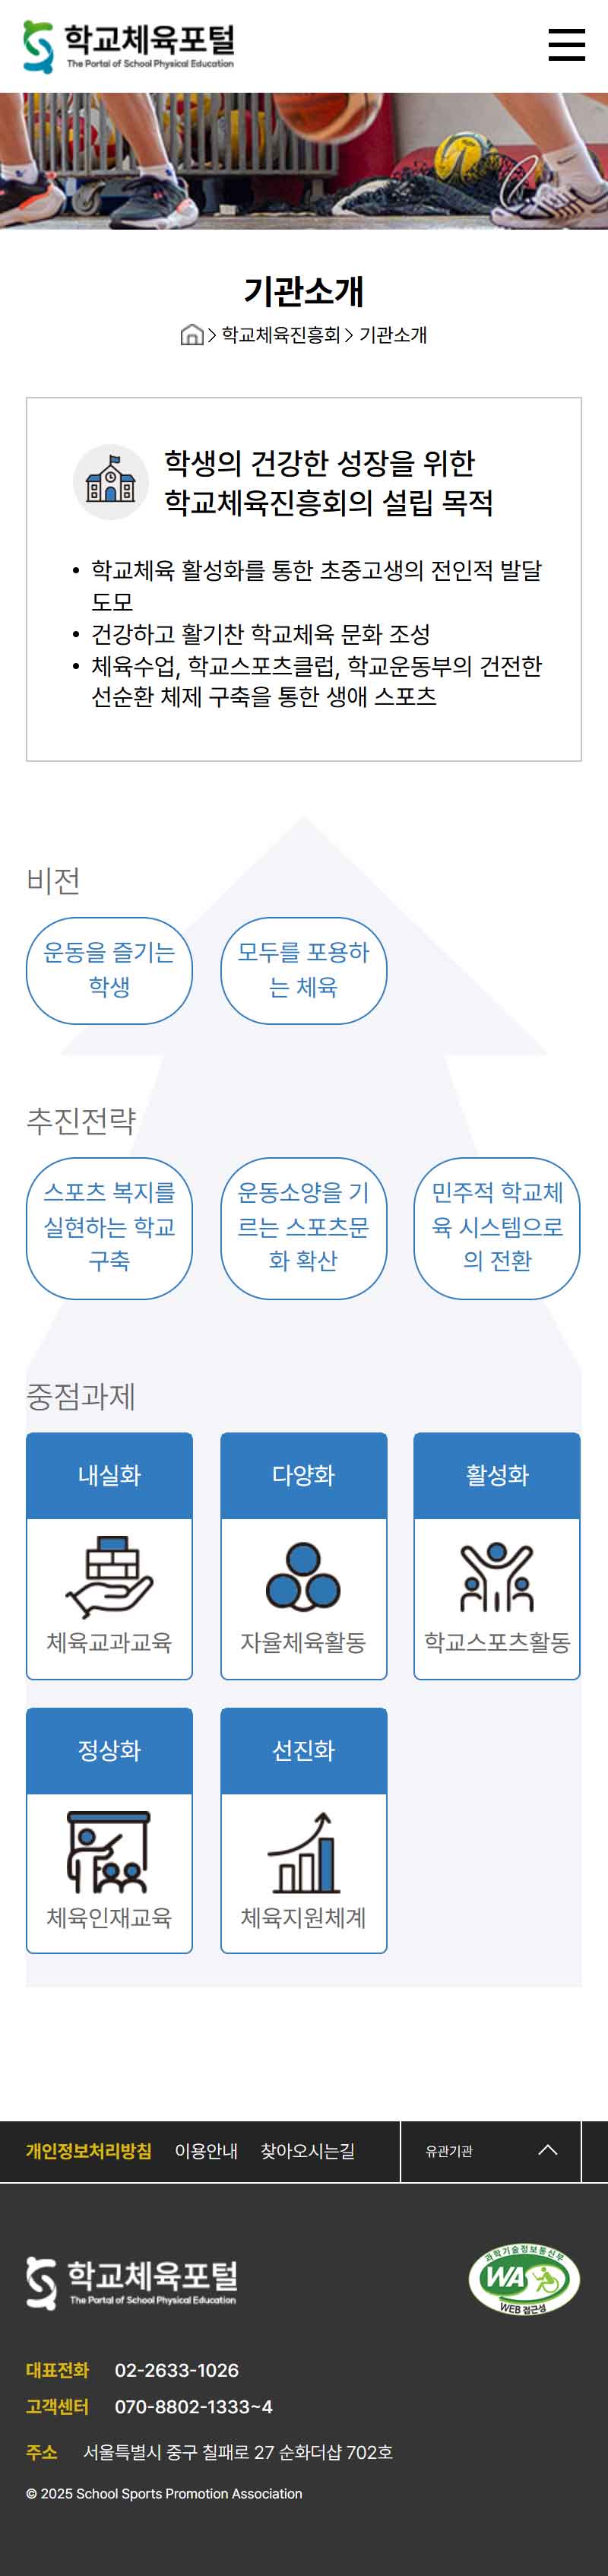 학교체육포털
The Portal of School Physical Education
기관소개
학교체육진흥회 > 기관소개
학생의 건강한 성장을 위한
학교체육진흥회의 설립 목적
• 학교체육 활성화를 통한 초중고생의 전인적 발달
도모
• 건강하고 활기찬 학교체육 문화 조성
• 체육수업, 학교스포츠클럽, 학교운동부의 건전한
선순환 체제 구축을 통한 생애 스포츠
비전
운동을 즐기는
학생
모두를 포용하
는 체육
추진전략
스포츠 복지를
실현하는 학교
구축
운동소양을 기
르는 스포츠문
화 확산
민주적 학교체
육 시스템으로
의 전환
중점과제
내실화
체육교과교육
다양화
자율체육활동
활성화
학교스포츠활동
정상화
체육인재교육
선진화
체육지원체계
개인정보처리방침 이용안내 찾아오시는길 유관기관
학교체육포털
The Portal of School Physical Education
과학기술정보통신부
WA
WEB 접근성
대표전화 02-2633-1026
고객센터 070-8802-1333~4
주소 서울특별시 중구 칠패로 27 순화더샵 702호
© 2025 School Sports Promotion Association